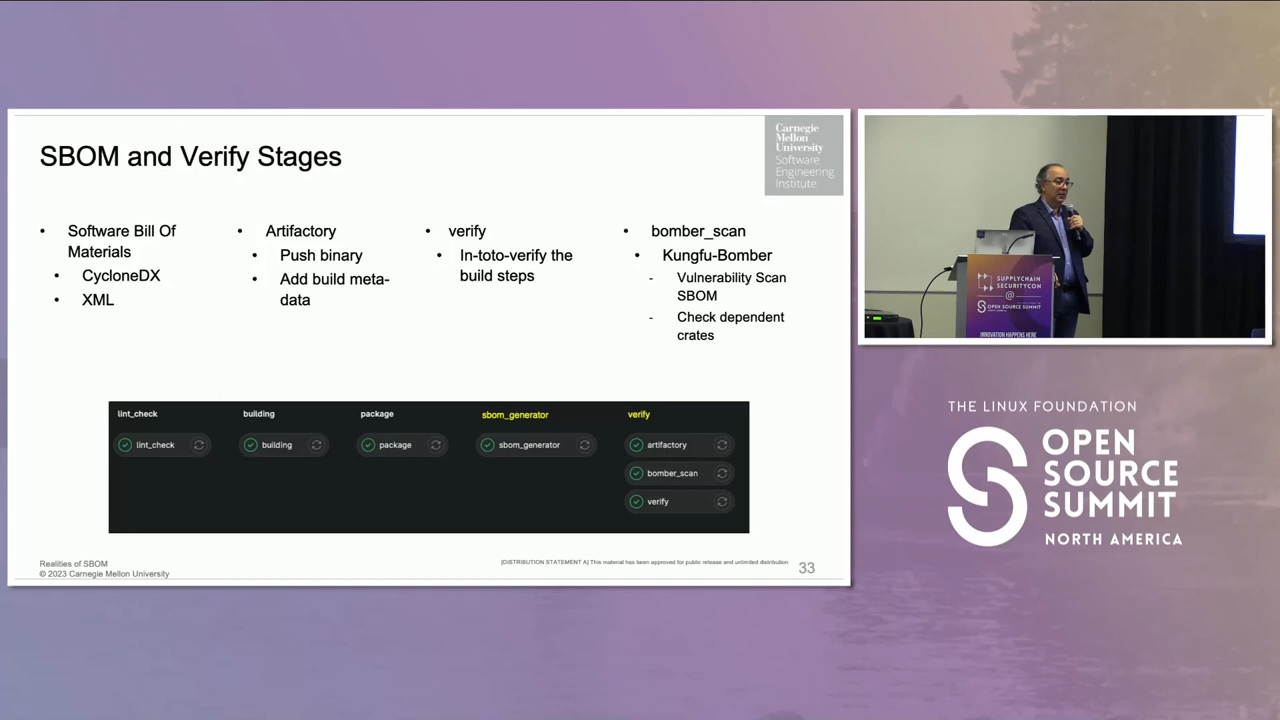 SBOM and Verify Stages
Carnegie
Mellon
University
Software
Engineering
Institute
• Software Bill Of
Materials
• CycloneDX
• XML
• Artifactory
• Push binary
• Add build meta-
data
• verify
• In-toto-verify the
build steps
• bomber_scan
• Kungfu-Bomber
- Vulnerability Scan
SBOM
- Check dependent
crates
lint_check
building
package
sbom_generator
verify
lint_check
building
package
sbom_generator
artifactory
bomber_scan
verify
Realities of SBOM
© 2023 Carnegie Mellon University
[DISTRIBUTION STATEMENT A] This material has been approved for public release and unlimited distribution
33
SUPPLYCHAIN
SECURITYCON
@
OPEN SOURCE SUMMIT
INNOVATION HAPPENS HERE
THE LINUX FOUNDATION
OPEN
SOURCE
SUMMIT
NORTH AMERICA